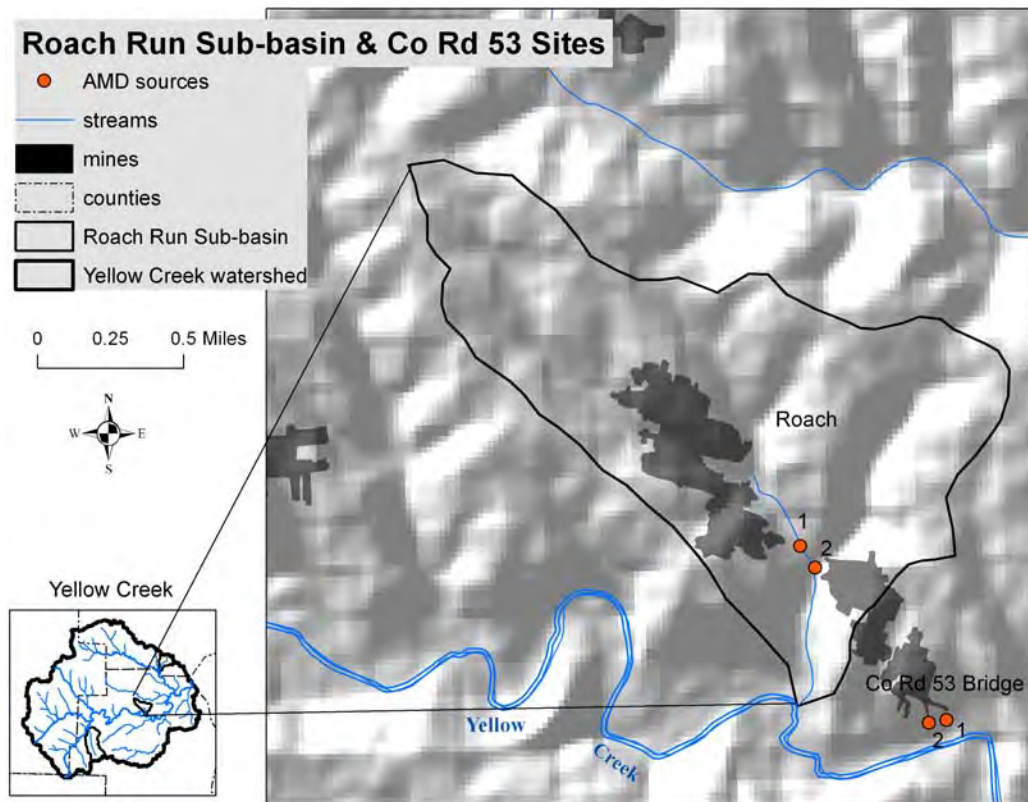 Roach Run Sub-basin & Co Rd 53 Sites
AMD sources
streams
mines
counties
Roach Run Sub-basin
Yellow Creek watershed
0 0.25 0.5 Miles
N
W E
S
Roach
1
2
Yellow Creek
Co Rd 53 Bridge
2 1
Yellow
Creek